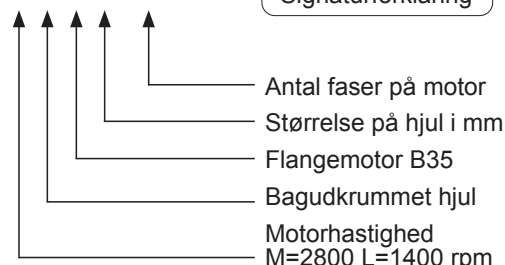 Signaturforklaring
Antal faser på motor
Størrelse på hjul i mm
Flangemotor B35
Bagudkrummet hjul
Motorhastighed
M=2800 L=1400 rpm